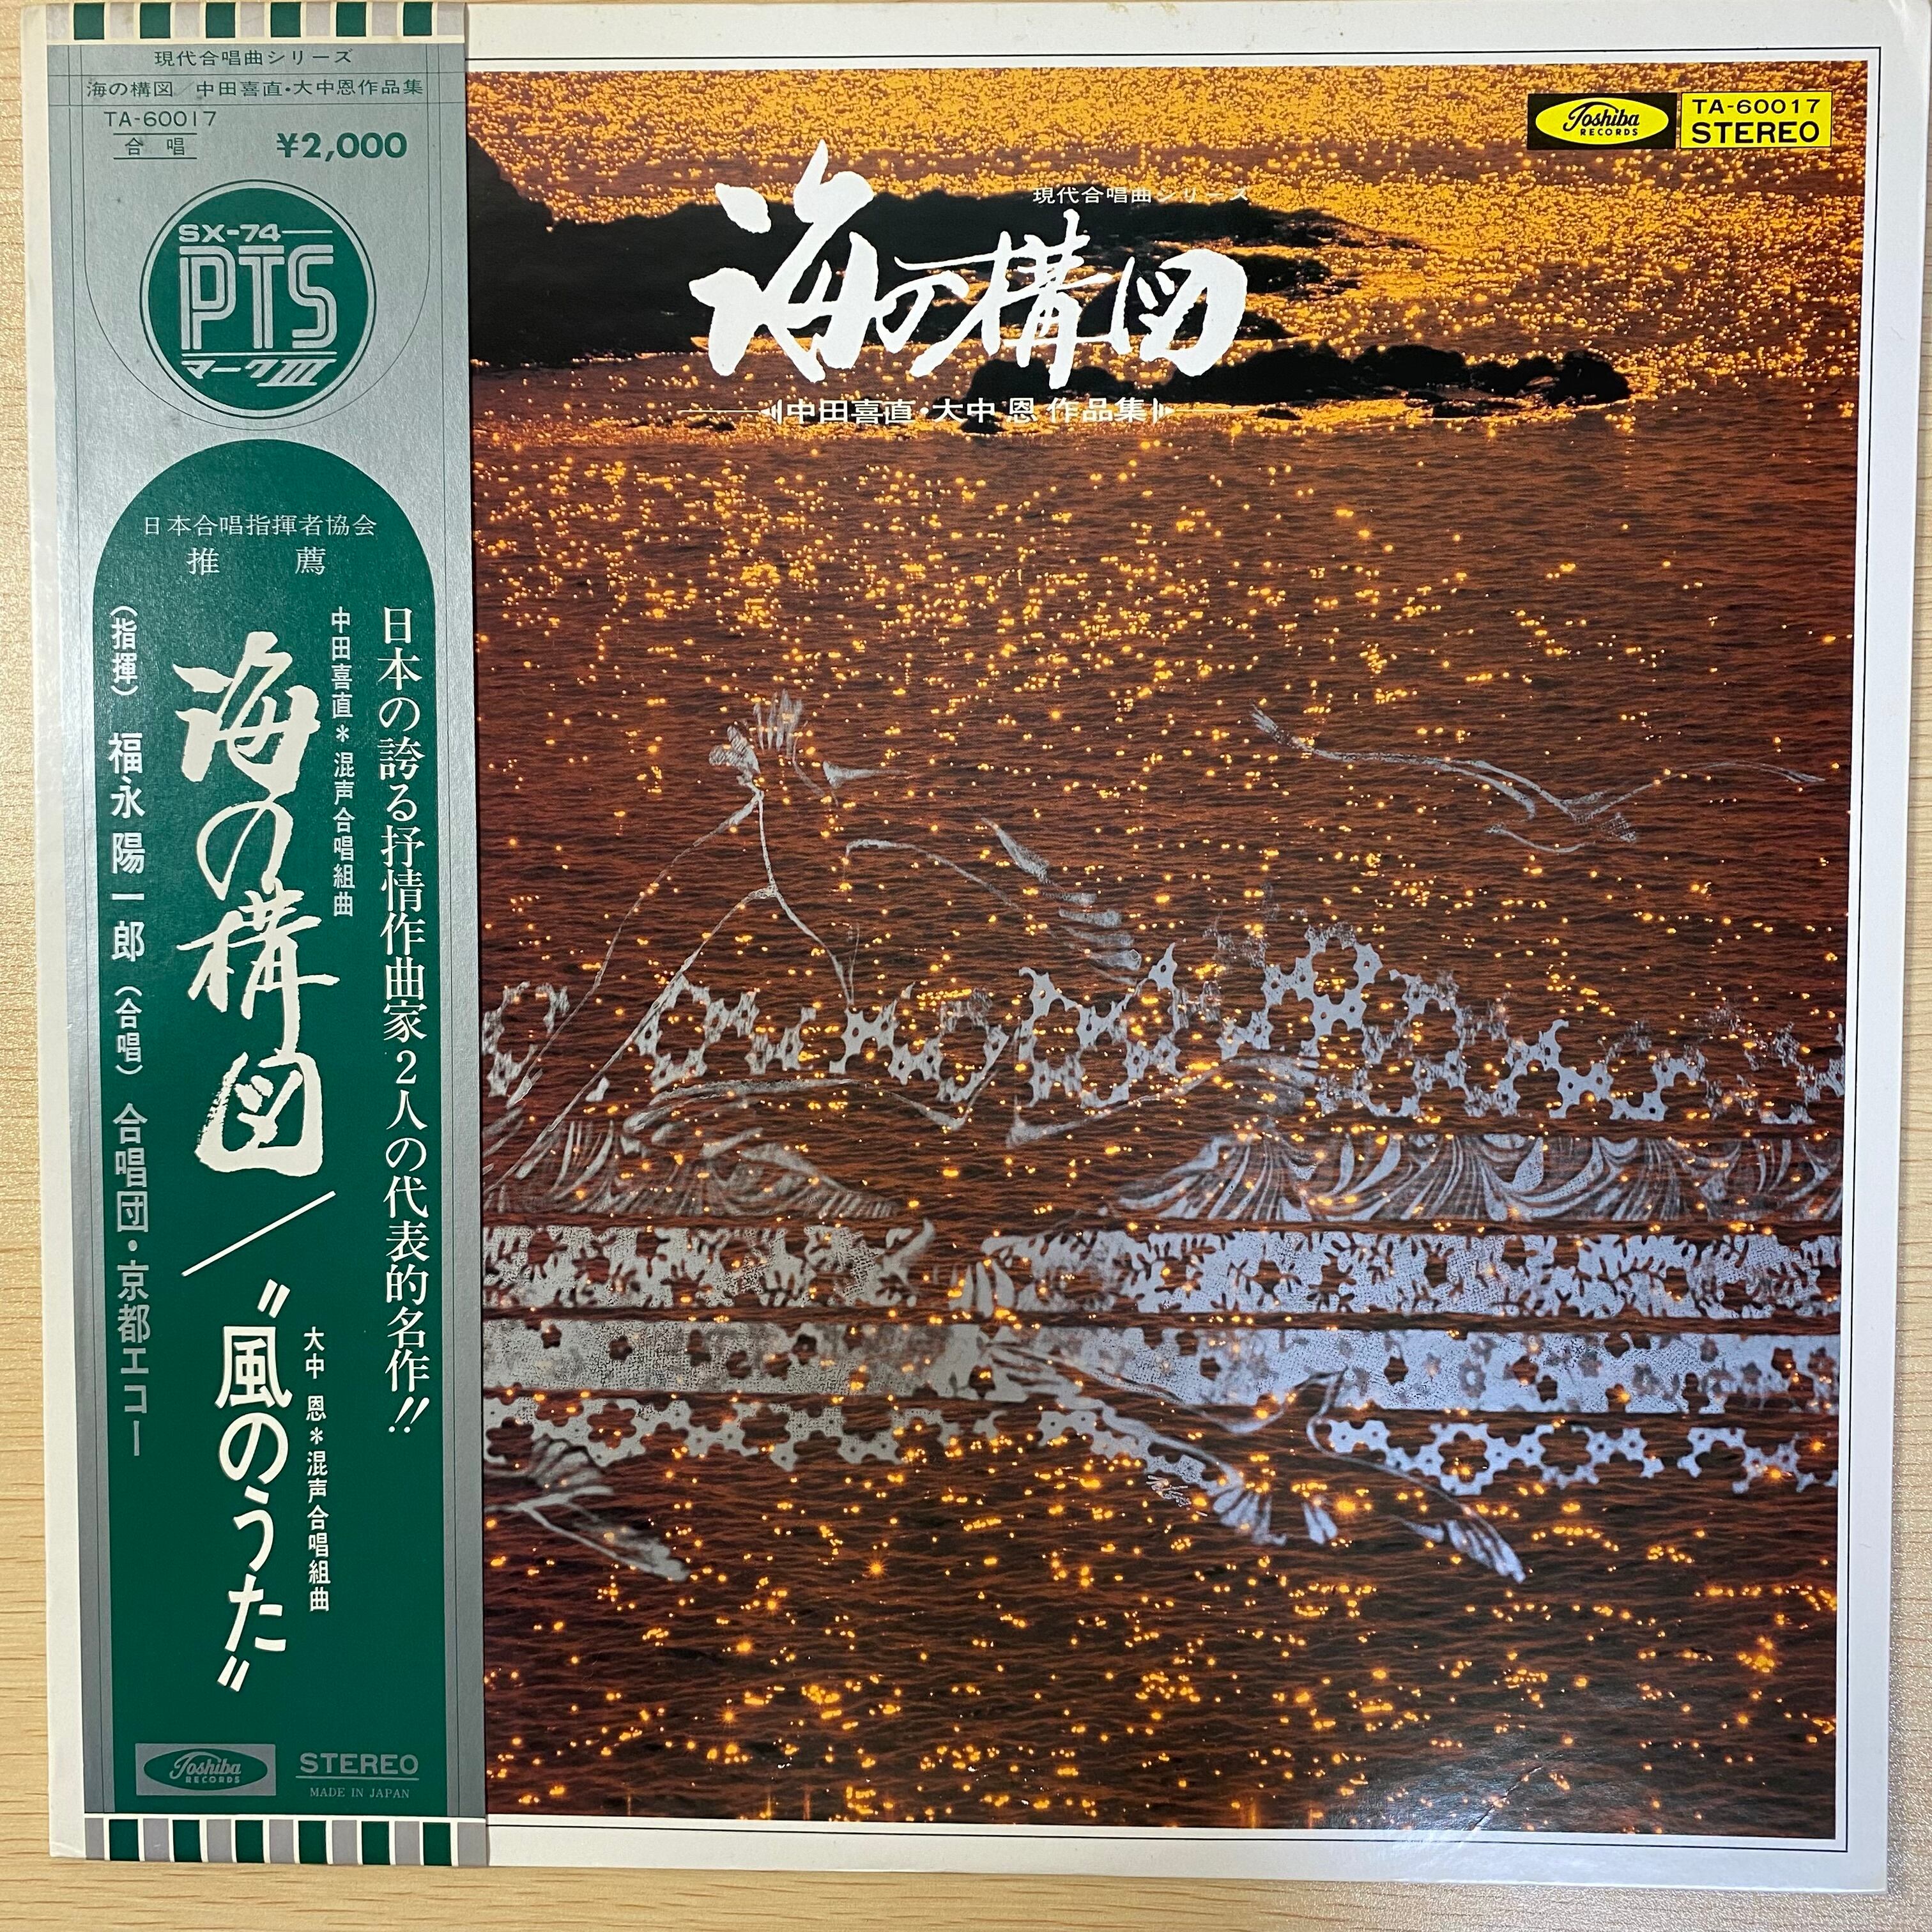 現代合唱曲シリーズ
海の構図／中田喜直・大中恩作品集
TA-60017
合唱
¥2,000
SX-74
PTS
マークIII
日本合唱指揮者協会
推薦
日本の誇る抒情作曲家2人の代表的名作!!
中田喜直＊混声合唱組曲
海の構図／
大中 恩＊混声合唱組曲
〝風のうた〟
（指揮）福永陽一郎（合唱）合唱団・京都エコー
Toshiba
RECORDS
STEREO
MADE IN JAPAN
現代合唱曲シリーズ
海の構図
中田喜直・大中 恩 作品集
Toshiba
RECORDS
TA-60017
STEREO